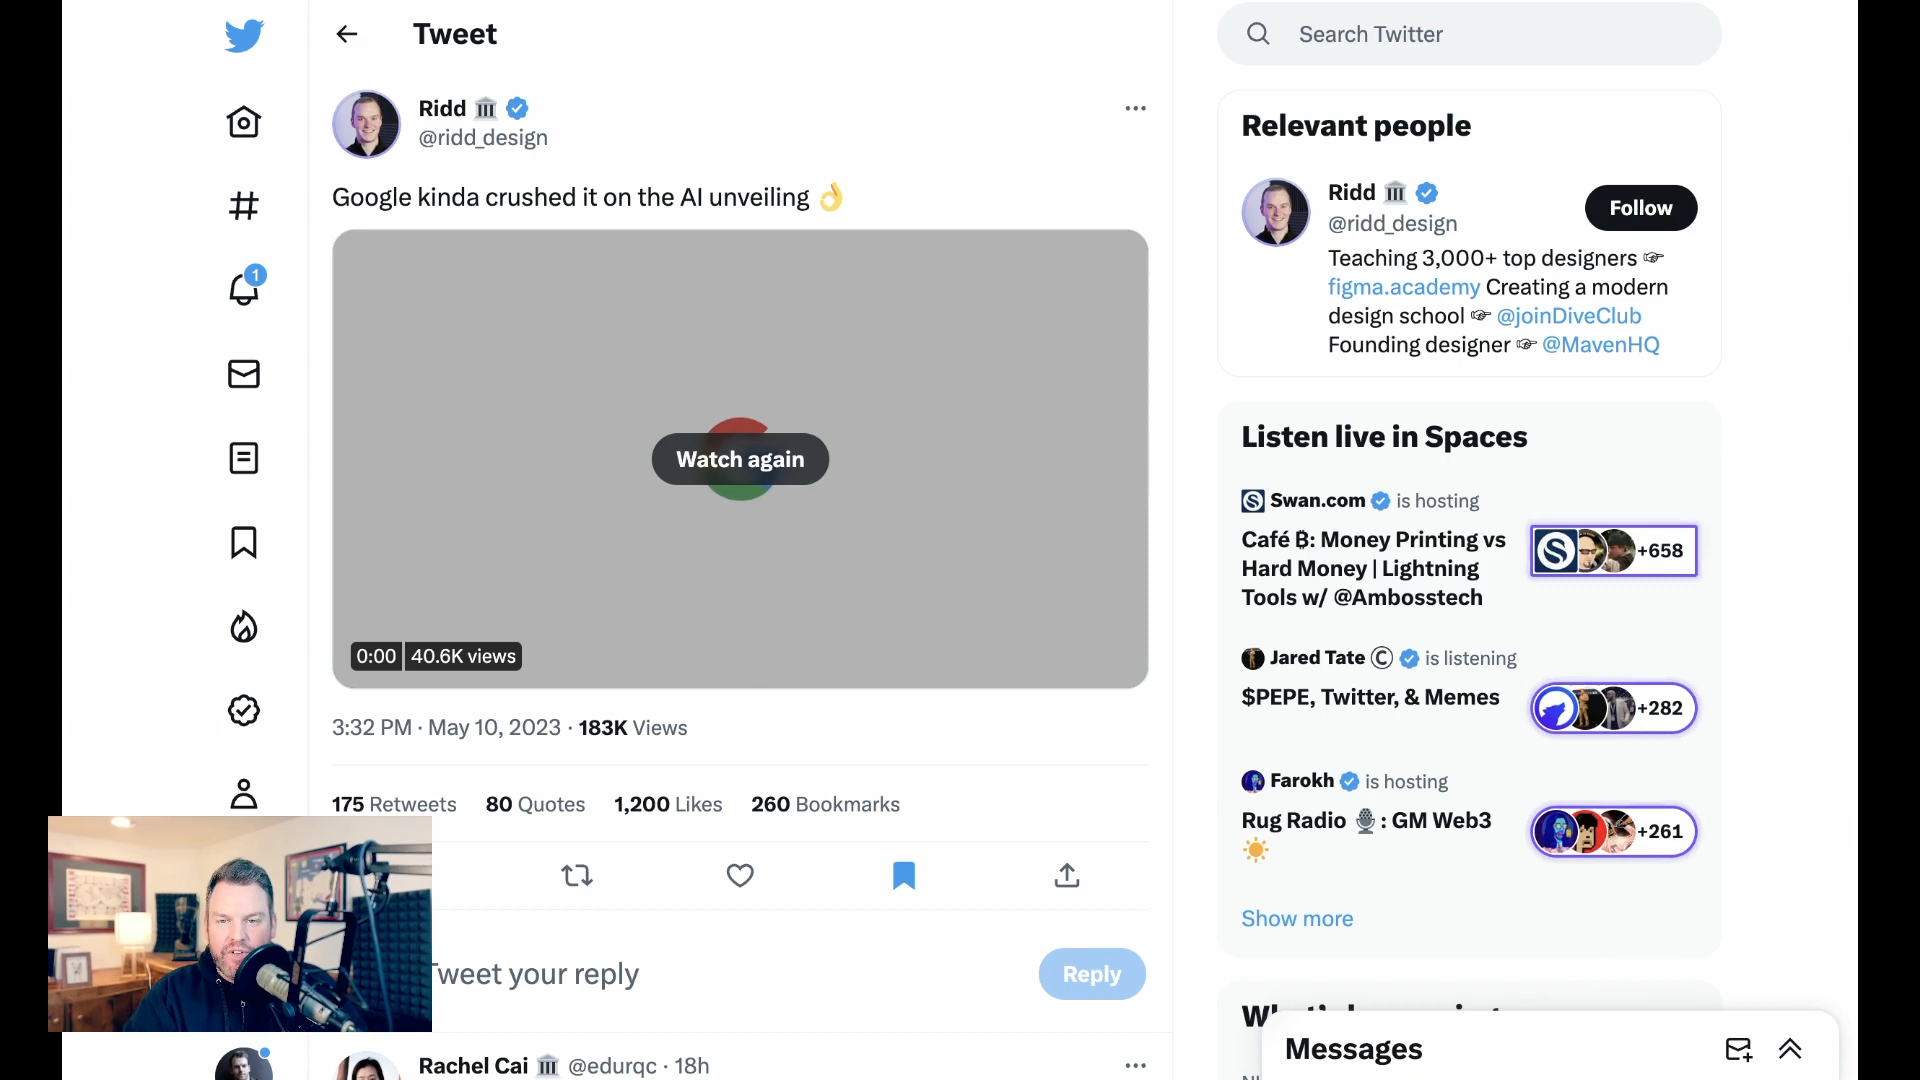 Tweet
Ridd
@ridd_design
Google kinda crushed it on the AI unveiling 👌
Watch again
0:00 40.6K views
3:32 PM · May 10, 2023 · 183K Views
175 Retweets 80 Quotes 1,200 Likes 260 Bookmarks
Tweet your reply
Reply
Rachel Cai @edurqc · 18h
1
Search Twitter
Relevant people
Ridd
@ridd_design
Follow
Teaching 3,000+ top designers ☞
figma.academy Creating a modern
design school ☞ @joinDiveClub
Founding designer ☞ @MavenHQ
Listen live in Spaces
Swan.com is hosting
Café ₿: Money Printing vs
Hard Money | Lightning
Tools w/ @Ambosstech
+658
Jared Tate Ⓒ is listening
$PEPE, Twitter, & Memes
+282
Farokh is hosting
Rug Radio 🎙️: GM Web3
☀️
+261
Show more
Messages